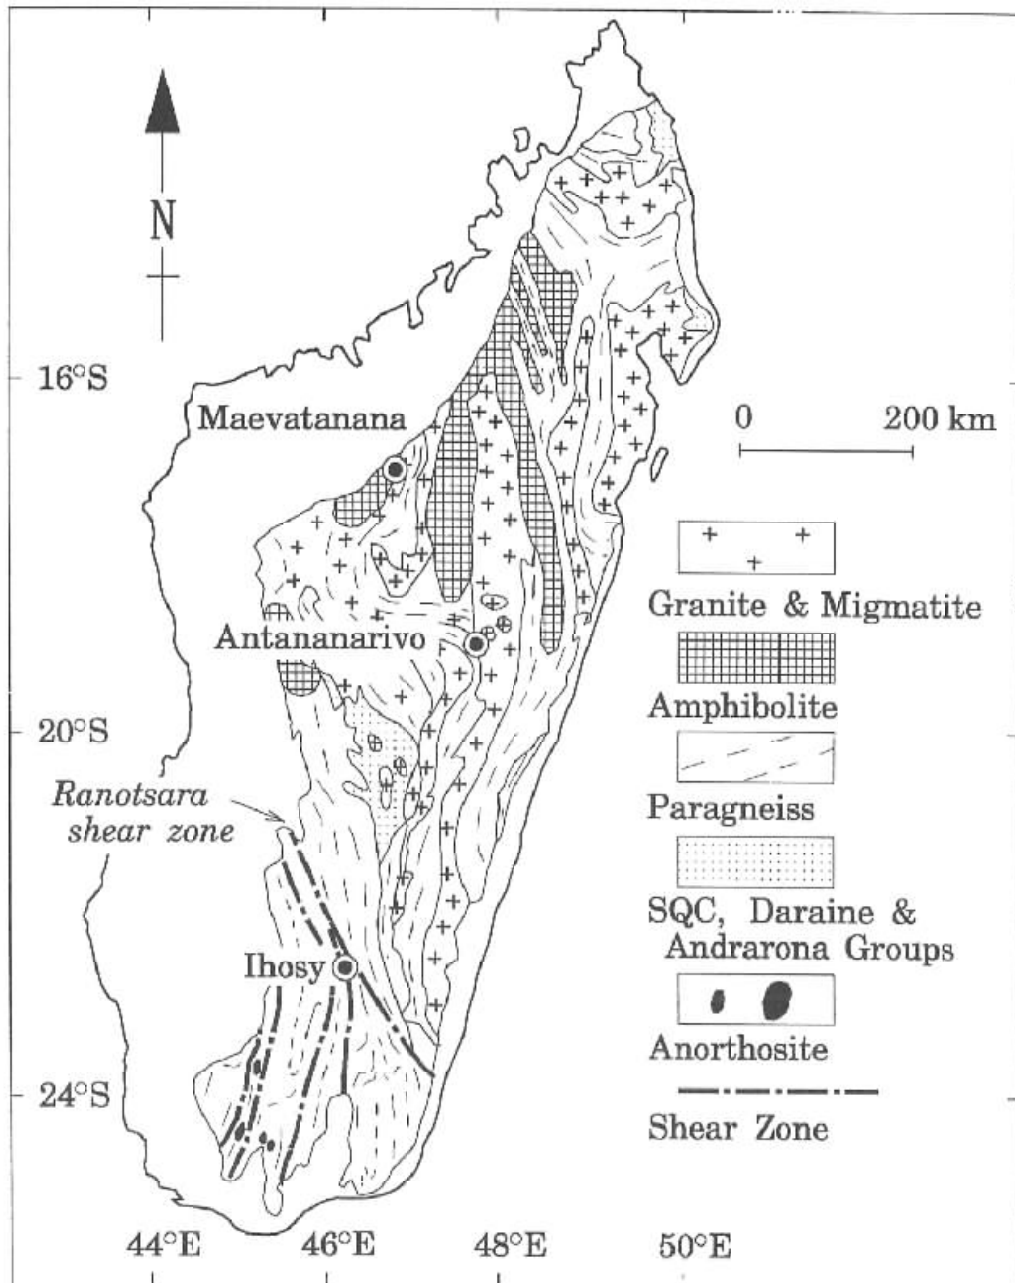 N
16°S
Maevatanana
0 200 km
Granite & Migmatite
Antananarivo
Amphibolite
20°S
Ranotsara
shear zone
Paragneiss
SQC, Daraine &
Andrarona Groups
Ihosy
Anorthosite
24°S
Shear Zone
44°E 46°E 48°E 50°E